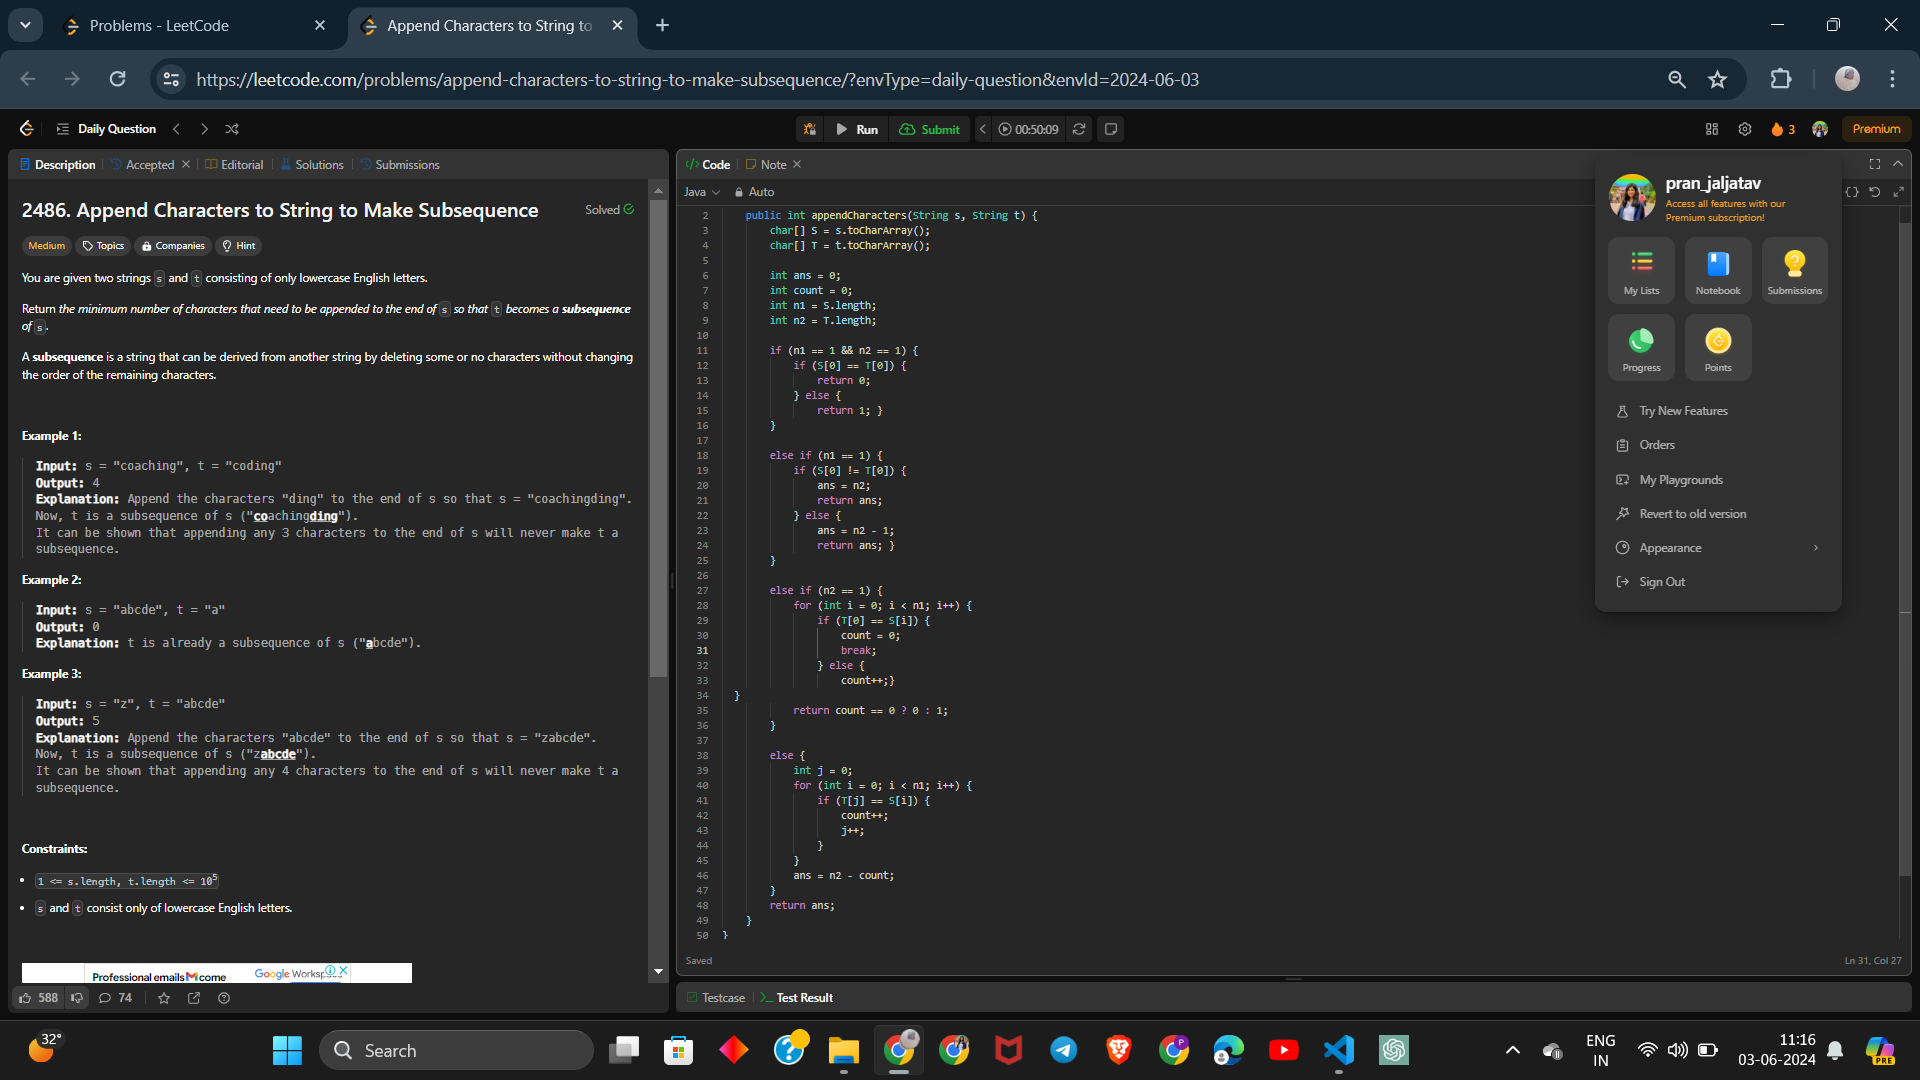 Problems - LeetCode
Append Characters to String to
https://leetcode.com/problems/append-characters-to-string-to-make-subsequence/?envType=daily-question&envId=2024-06-03
Daily Question
Run
Submit
00:50:09
3
Premium
Description
Accepted
Editorial
Solutions
Submissions
2486. Append Characters to String to Make Subsequence
Solved
Medium
Topics
Companies
Hint
You are given two strings s and t consisting of only lowercase English letters.
Return the minimum number of characters that need to be appended to the end of s so that t becomes a subsequence
of s.
A subsequence is a string that can be derived from another string by deleting some or no characters without changing
the order of the remaining characters.
Example 1:
Input: s = "coaching", t = "coding"
Output: 4
Explanation: Append the characters "ding" to the end of s so that s = "coachingding".
Now, t is a subsequence of s ("coachingding").
It can be shown that appending any 3 characters to the end of s will never make t a
subsequence.
Example 2:
Input: s = "abcde", t = "a"
Output: 0
Explanation: t is already a subsequence of s ("abcde").
Example 3:
Input: s = "z", t = "abcde"
Output: 5
Explanation: Append the characters "abcde" to the end of s so that s = "zabcde".
Now, t is a subsequence of s ("zabcde").
It can be shown that appending any 4 characters to the end of s will never make t a
subsequence.
Constraints:
1 <= s.length, t.length <= 10^5
s and t consist only of lowercase English letters.
Professional emails come
Google Works
588
74
Code
Note
Java
Auto
2 public int appendCharacters(String s, String t) {
3 char[] S = s.toCharArray();
4 char[] T = t.toCharArray();
5
6 int ans = 0;
7 int count = 0;
8 int n1 = S.length;
9 int n2 = T.length;
10
11 if (n1 == 1 && n2 == 1) {
12 if (S[0] == T[0]) {
13 return 0;
14 } else {
15 return 1; }
16 }
17
18 else if (n1 == 1) {
19 if (S[0] != T[0]) {
20 ans = n2;
21 return ans;
22 } else {
23 ans = n2 - 1;
24 return ans; }
25 }
26
27 else if (n2 == 1) {
28 for (int i = 0; i < n1; i++) {
29 if (T[0] == S[i]) {
30 count = 0;
31 break;
32 } else {
33 count++;}
34 }
35 return count == 0 ? 0 : 1;
36 }
37
38 else {
39 int j = 0;
40 for (int i = 0; i < n1; i++) {
41 if (T[j] == S[i]) {
42 count++;
43 j++;
44 }
45 }
46 ans = n2 - count;
47 }
48 return ans;
49 }
50 }
Saved
Ln 31, Col 27
Testcase
Test Result
pran_jaljatav
Access all features with our
Premium subscription!
My Lists
Notebook
Submissions
Progress
Points
Try New Features
Orders
My Playgrounds
Revert to old version
Appearance
Sign Out
32°
Search
ENG
IN
11:16
03-06-2024
PRE